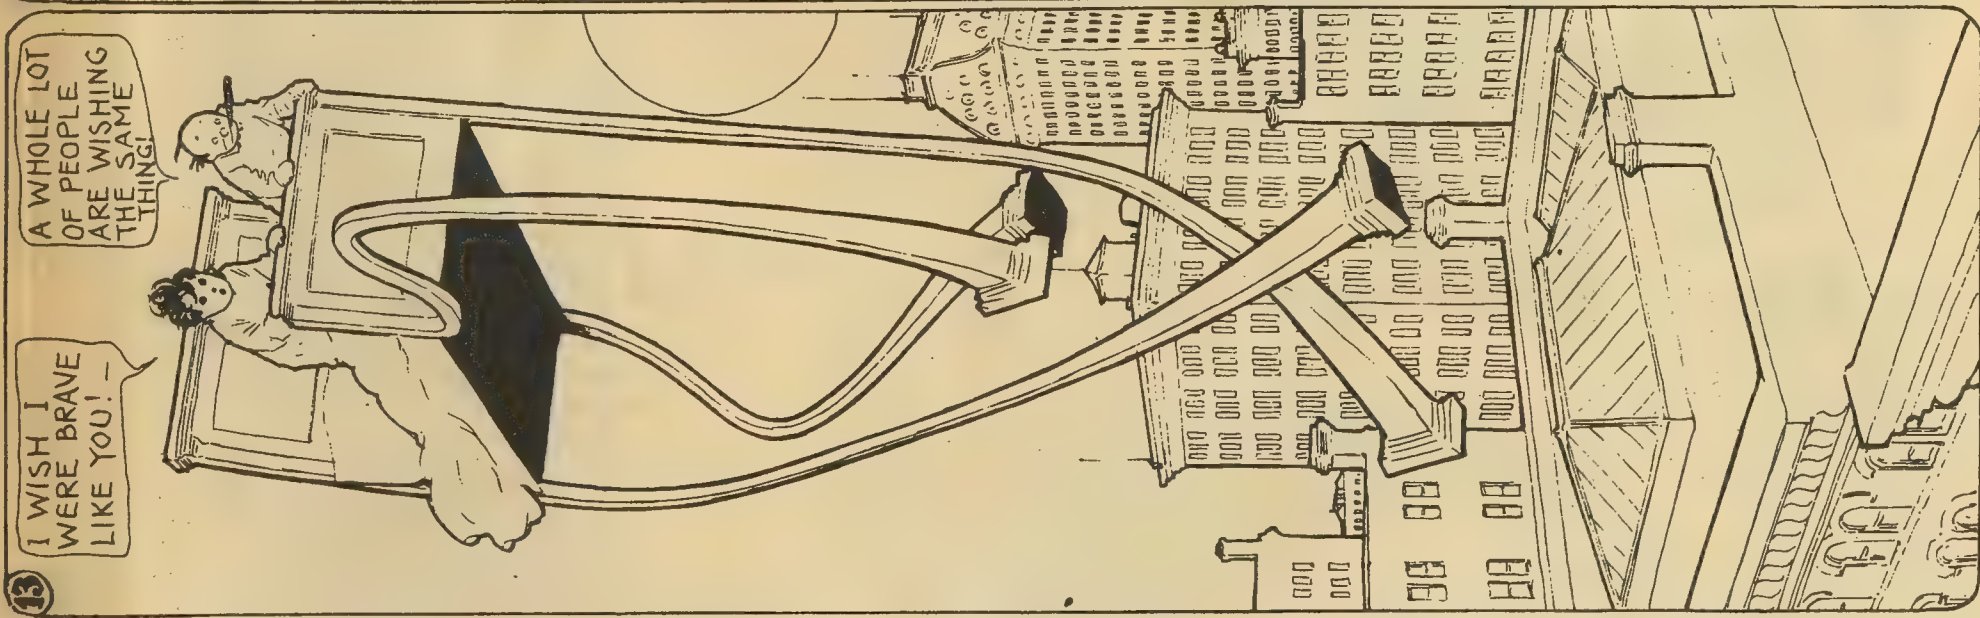 I WISH I
WERE BRAVE
LIKE YOU! —
A WHOLE LOT
OF PEOPLE
ARE WISHING
THE SAME
THING!
13